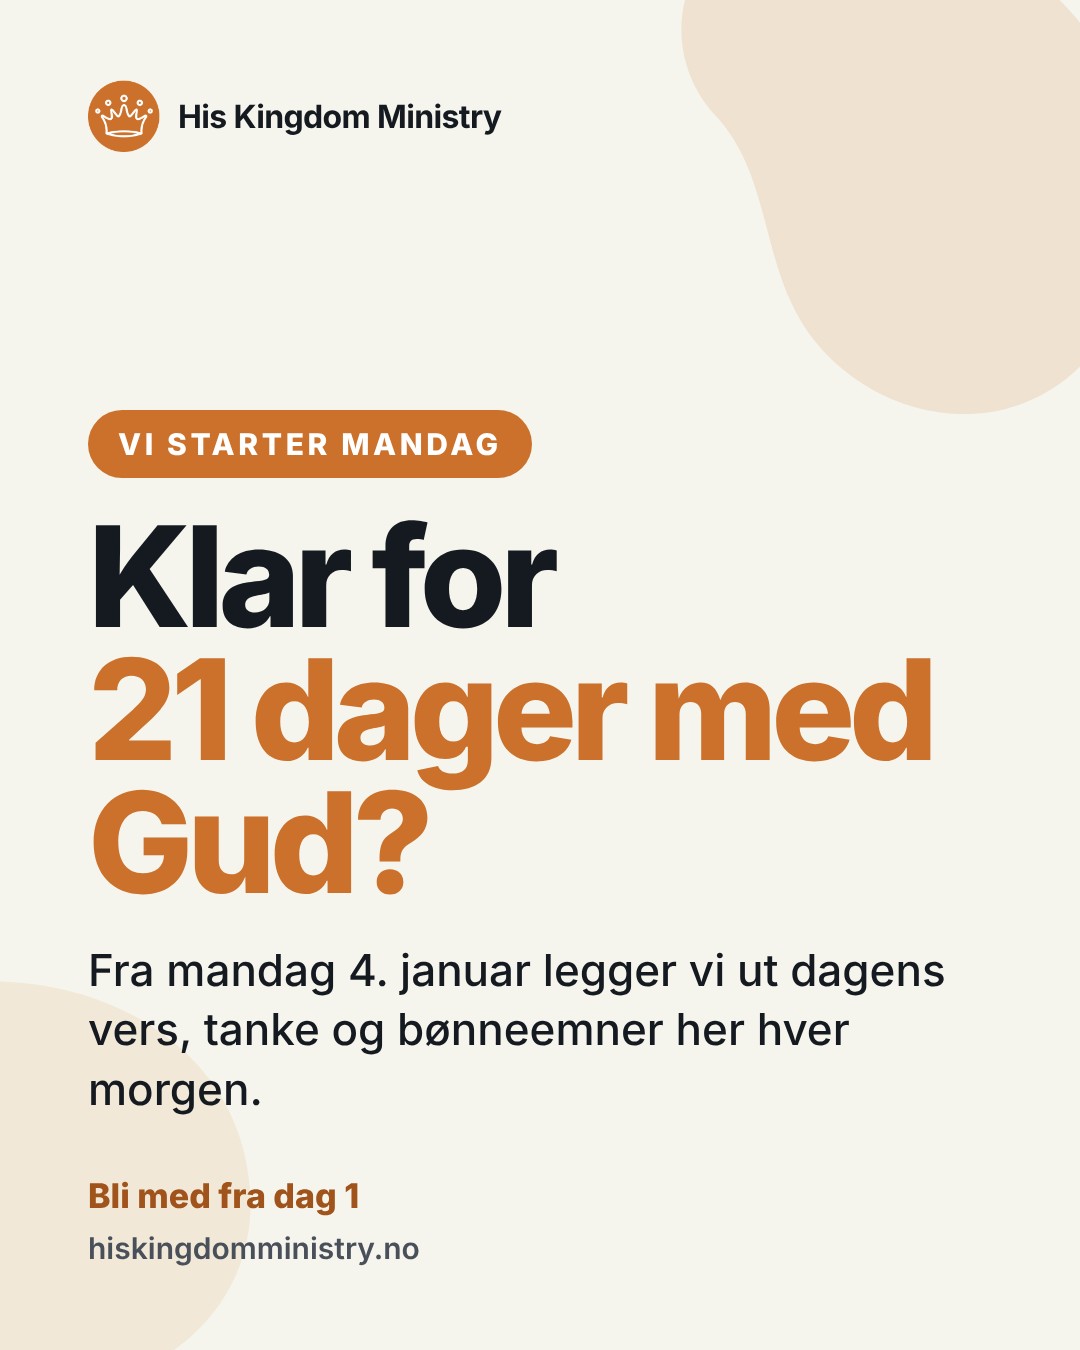 His Kingdom Ministry
VI STARTER MANDAG
Klar for
21 dager med
Gud?
Fra mandag 4. januar legger vi ut dagens
vers, tanke og bønneemner her hver
morgen.
Bli med fra dag 1
hiskingdomministry.no